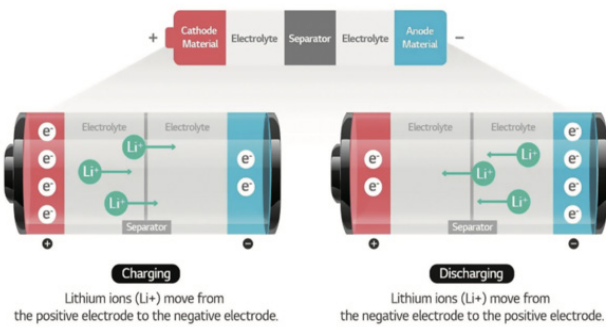 + Cathode Material Electrolyte Separator Electrolyte Anode Material −
Electrolyte Electrolyte
e⁻ e⁻ e⁻ e⁻
Li⁺ Li⁺ Li⁺
e⁻ e⁻
Separator
+ −
Charging
Lithium ions (Li+) move from
the positive electrode to the negative electrode.
Electrolyte Electrolyte
e⁻ e⁻
Li⁺ Li⁺ Li⁺
e⁻ e⁻ e⁻ e⁻
Separator
+ −
Discharging
Lithium ions (Li+) move from
the negative electrode to the positive electrode.